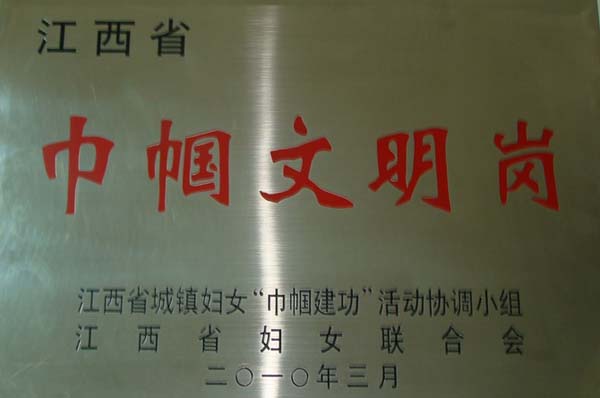 江西省
巾帼文明岗
江西省城镇妇女“巾帼建功”活动协调小组
江西省妇女联合会
二〇一〇年三月